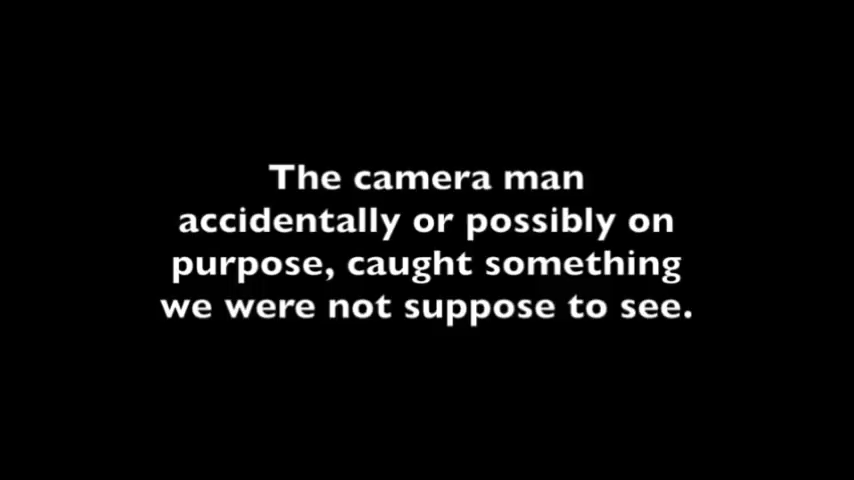 The camera man
accidentally or possibly on
purpose, caught something
we were not suppose to see.